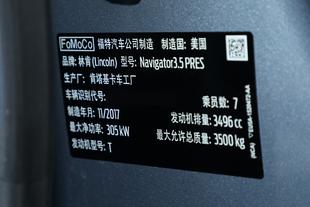 FoMoCo 福特汽车公司制造 制造国: 美国
品牌: 林肯(Lincoln) 型号: Navigator3.5 PRES
生产厂: 肯塔基卡车工厂
车辆识别代号:
乘员数: 7
制造年月: 11/2017
发动机排量: 3496 cc
最大净功率: 305 kW
最大允许总质量: 3500 kg
发动机型号: T
(RCA)